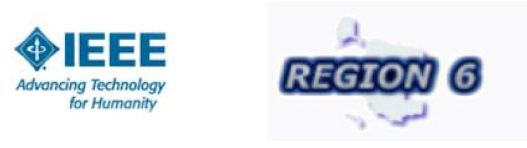 IEEE
Advancing Technology
for Humanity
REGION 6